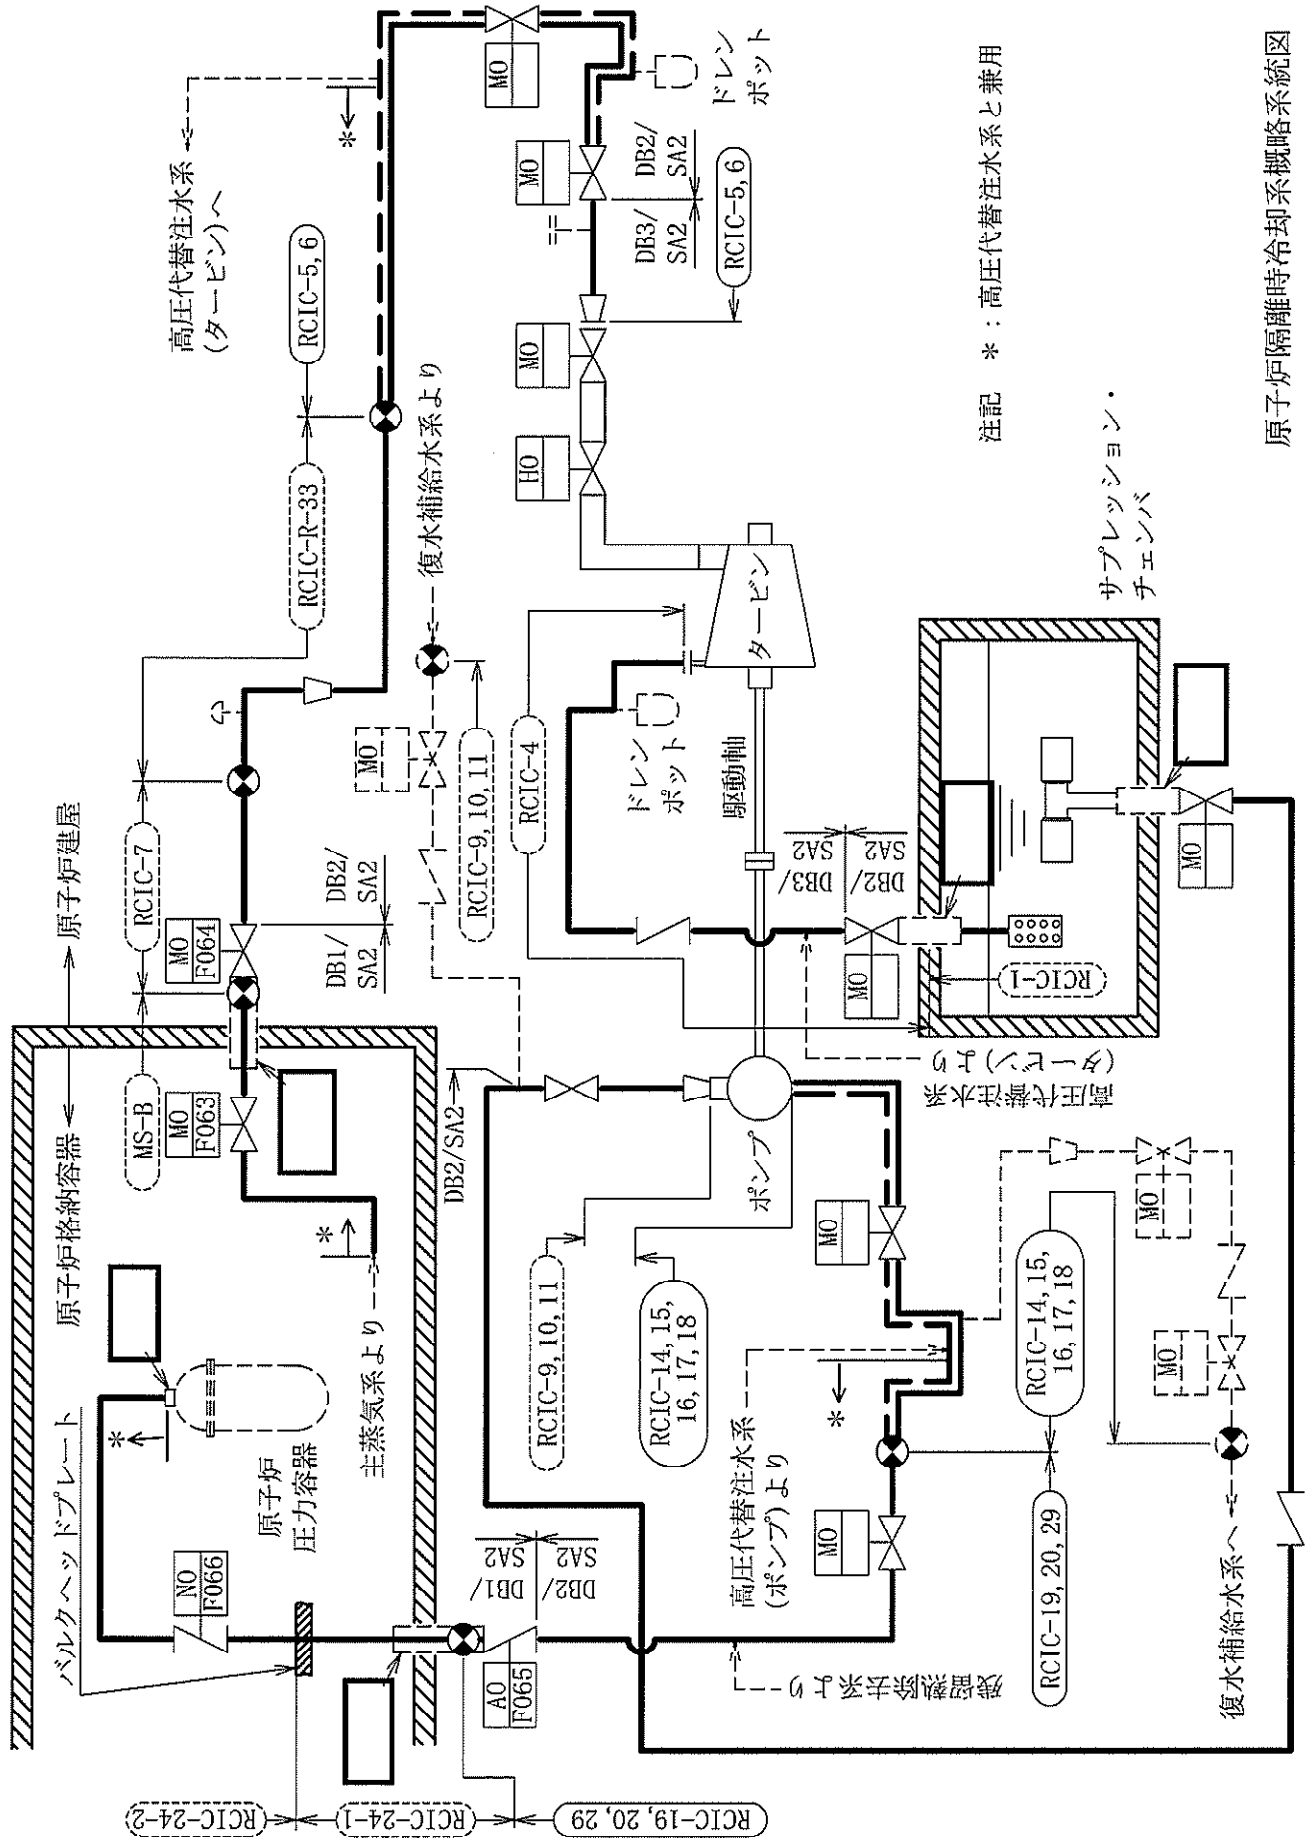 バルクヘッドプレート
原子炉格納容器
原子炉建屋
NO
F066
原子炉
圧力容器
*
主蒸気系より
*
MO
F063
MS-B
RCIC-7
MO
F064
DB1/
SA2
DB2/
SA2
RCIC-R-33
RCIC-5,6
高圧代替注水系
(タービン)へ
*
MO
ドレン
ポット
MO
DB3/
SA2
DB2/
SA2
RCIC-5,6
MO
HO
復水補給水系より
MO
RCIC-9,10,11
RCIC-4
ドレン
ポット
タービン
駆動軸
ポンプ
DB2/SA2
RCIC-9,10,11
RCIC-14,15,
16,17,18
RCIC-24-2
RCIC-24-1
RCIC-19,20,29
AO
F065
DB1/
SA2
DB2/
SA2
高圧代替注水系
(ポンプ)より
*
MO
MO
残留熱除去系より
RCIC-19,20,29
RCIC-14,15,
16,17,18
MO
MO
復水補給水系へ
DB3/
SA2
DB2/
SA2
MO
高圧代替注水系
(タービン)より
RCIC-1
MO
サプレッション・
チェンバ
注記 *:高圧代替注水系と兼用
原子炉隔離時冷却系概略系統図